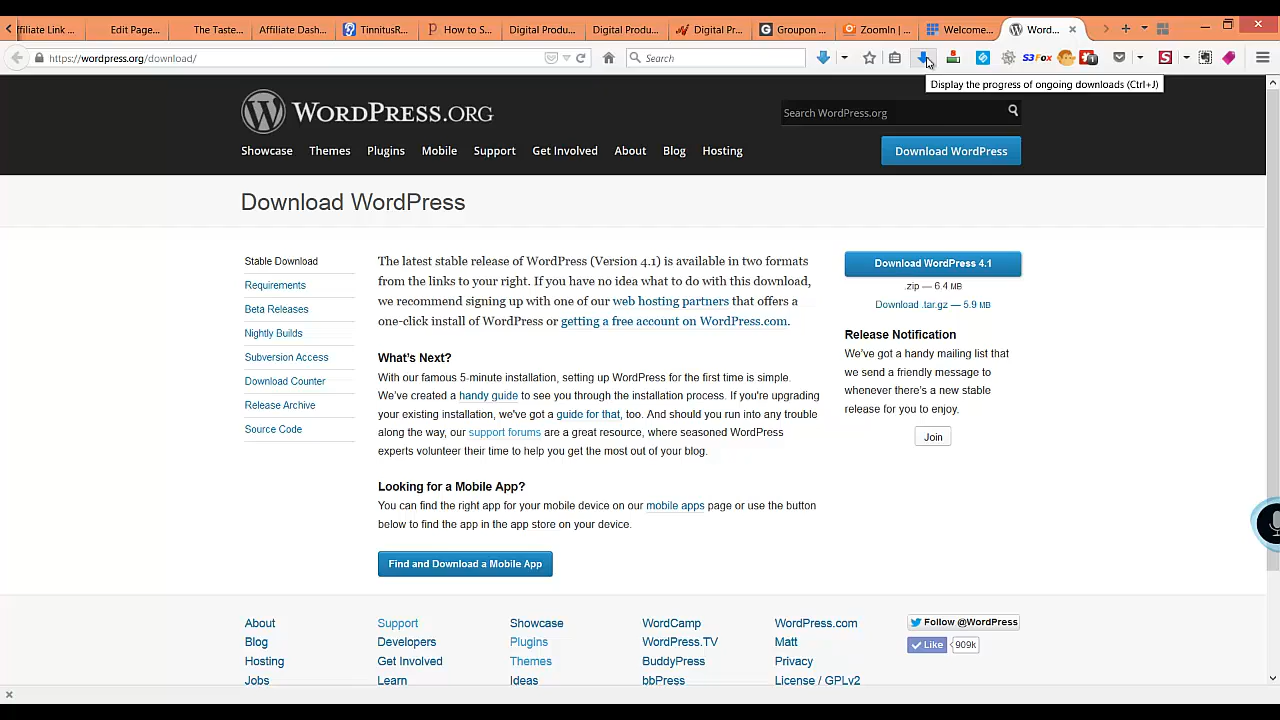 ffiliate Link ...
Edit Page...
The Taste...
Affiliate Dash...
TinnitusR...
How to S...
Digital Produ...
Digital Produ...
Digital Pr...
Groupon ...
ZoomIn | ...
Welcome...
Word...
https://wordpress.org/download/
Search
S3Fox
Display the progress of ongoing downloads (Ctrl+J)
WORDPRESS.ORG
Search WordPress.org
Showcase Themes Plugins Mobile Support Get Involved About Blog Hosting
Download WordPress
Download WordPress
Stable Download
Requirements
Beta Releases
Nightly Builds
Subversion Access
Download Counter
Release Archive
Source Code
The latest stable release of WordPress (Version 4.1) is available in two formats
from the links to your right. If you have no idea what to do with this download,
we recommend signing up with one of our web hosting partners that offers a
one-click install of WordPress or getting a free account on WordPress.com.
What's Next?
With our famous 5-minute installation, setting up WordPress for the first time is simple.
We've created a handy guide to see you through the installation process. If you're upgrading
your existing installation, we've got a guide for that, too. And should you run into any trouble
along the way, our support forums are a great resource, where seasoned WordPress
experts volunteer their time to help you get the most out of your blog.
Looking for a Mobile App?
You can find the right app for your mobile device on our mobile apps page or use the button
below to find the app in the app store on your device.
Find and Download a Mobile App
Download WordPress 4.1
.zip — 6.4 MB
Download .tar.gz — 5.9 MB
Release Notification
We've got a handy mailing list that
we send a friendly message to
whenever there's a new stable
release for you to enjoy.
Join
About
Blog
Hosting
Jobs
Support
Developers
Get Involved
Learn
Showcase
Plugins
Themes
Ideas
WordCamp
WordPress.TV
BuddyPress
bbPress
WordPress.com
Matt
Privacy
License / GPLv2
Follow @WordPress
Like 909k